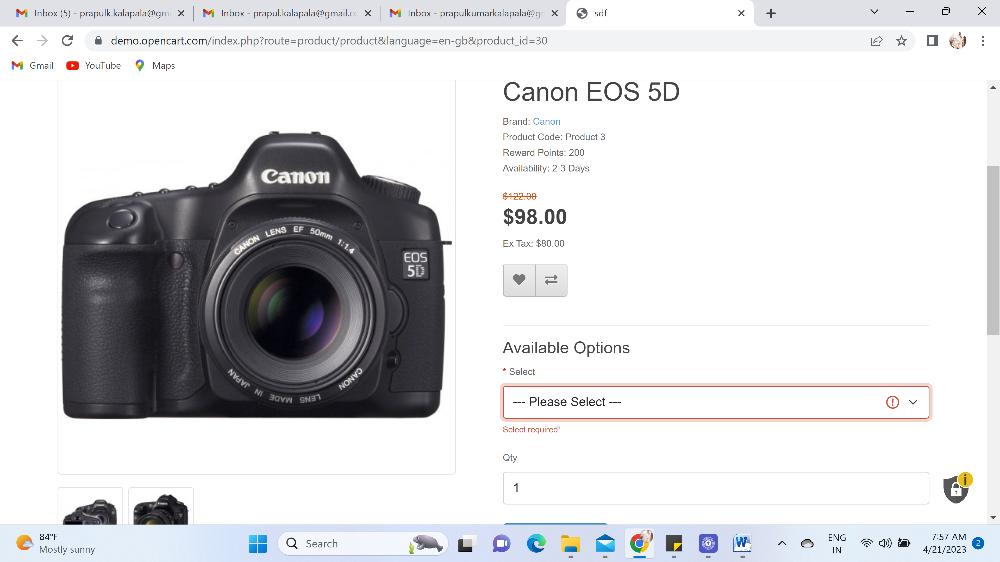 Inbox (5) - prapulk.kalapala@gm
Inbox - prapul.kalapala@gmail.co
Inbox - prapulkumarkalapala@gm
sdf
demo.opencart.com/index.php?route=product/product&language=en-gb&product_id=30
Gmail
YouTube
Maps
Canon
CANON LENS EF 50mm 1:1.4
EOS
5D
CANON LENS MADE IN JAPAN
Canon EOS 5D
Brand: Canon
Product Code: Product 3
Reward Points: 200
Availability: 2-3 Days
$122.00
$98.00
Ex Tax: $80.00
Available Options
* Select
--- Please Select ---
Select required!
Qty
1
84°F
Mostly sunny
Search
ENG
IN
7:57 AM
4/21/2023
2